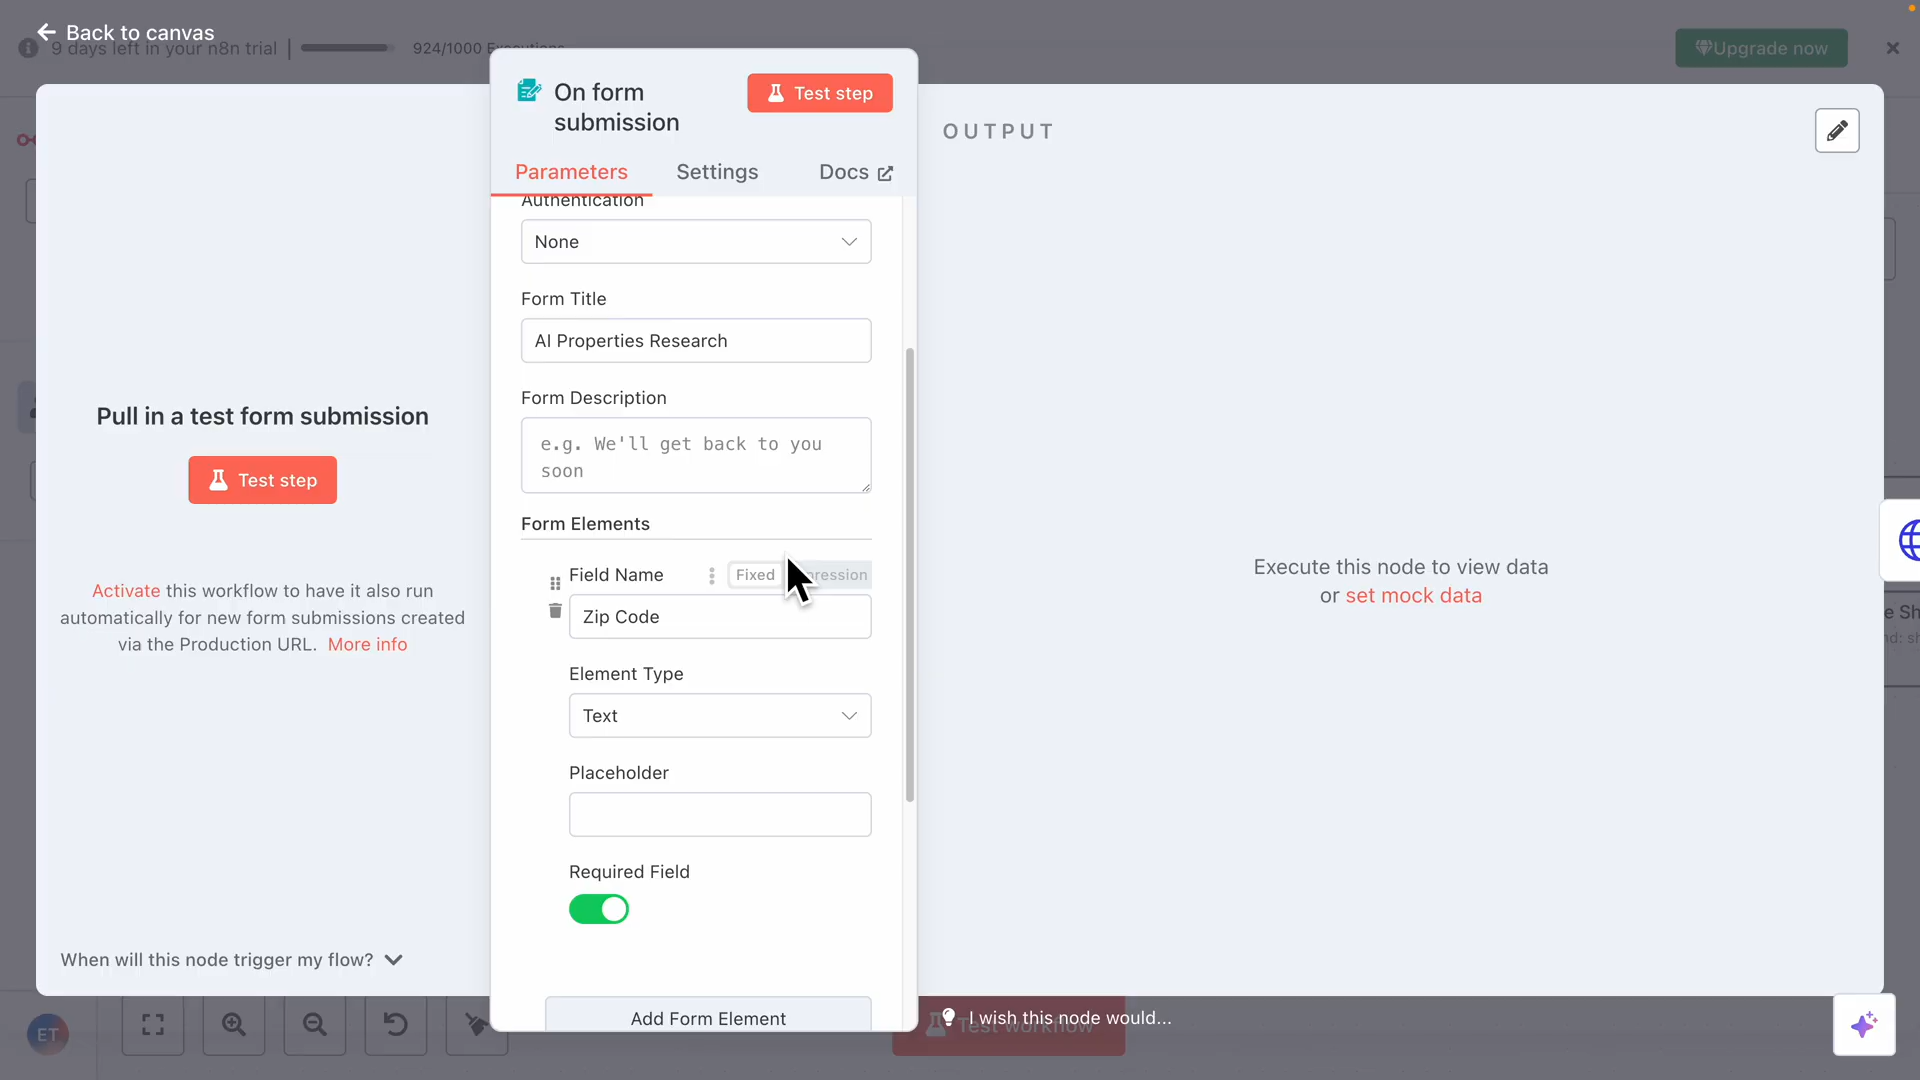 Back to canvas
9 days left in your n8n trial
924/1000 Executions
Upgrade now
On form
submission
Test step
Parameters
Settings
Docs
Authentication
None
Form Title
AI Properties Research
Form Description
e.g. We'll get back to you
soon
Form Elements
Field Name
Fixed
Zip Code
Element Type
Text
Placeholder
Required Field
Add Form Element
Pull in a test form submission
Test step
Activate this workflow to have it also run
automatically for new form submissions created
via the Production URL. More info
When will this node trigger my flow?
OUTPUT
Execute this node to view data
or set mock data
I wish this node would...
Test workflow
ET